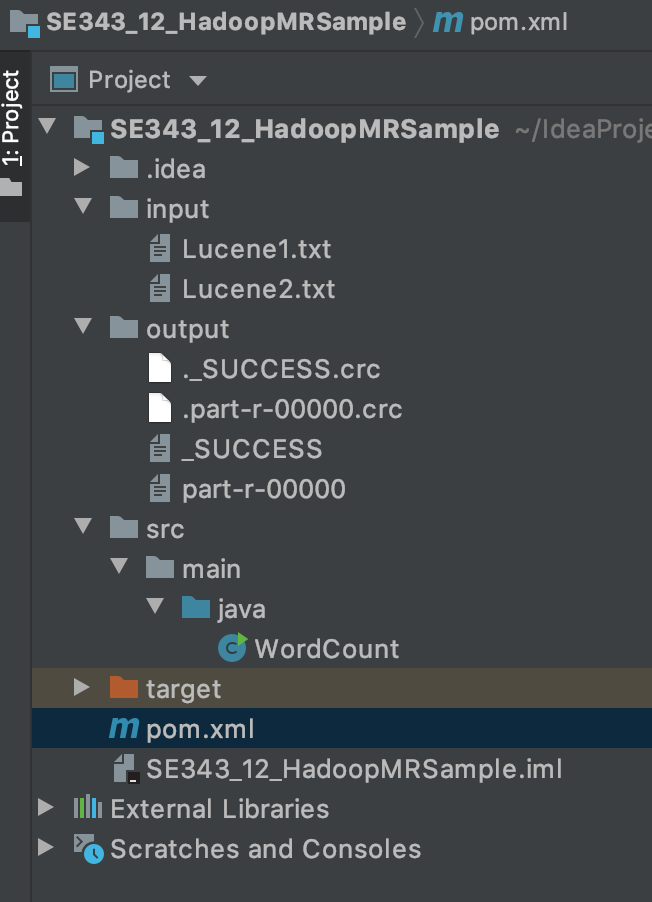 SE343_12_HadoopMRSample pom.xml
1: Project
Project
SE343_12_HadoopMRSample ~/IdeaProje
.idea
input
Lucene1.txt
Lucene2.txt
output
._SUCCESS.crc
.part-r-00000.crc
_SUCCESS
part-r-00000
src
main
java
WordCount
target
pom.xml
SE343_12_HadoopMRSample.iml
External Libraries
Scratches and Consoles